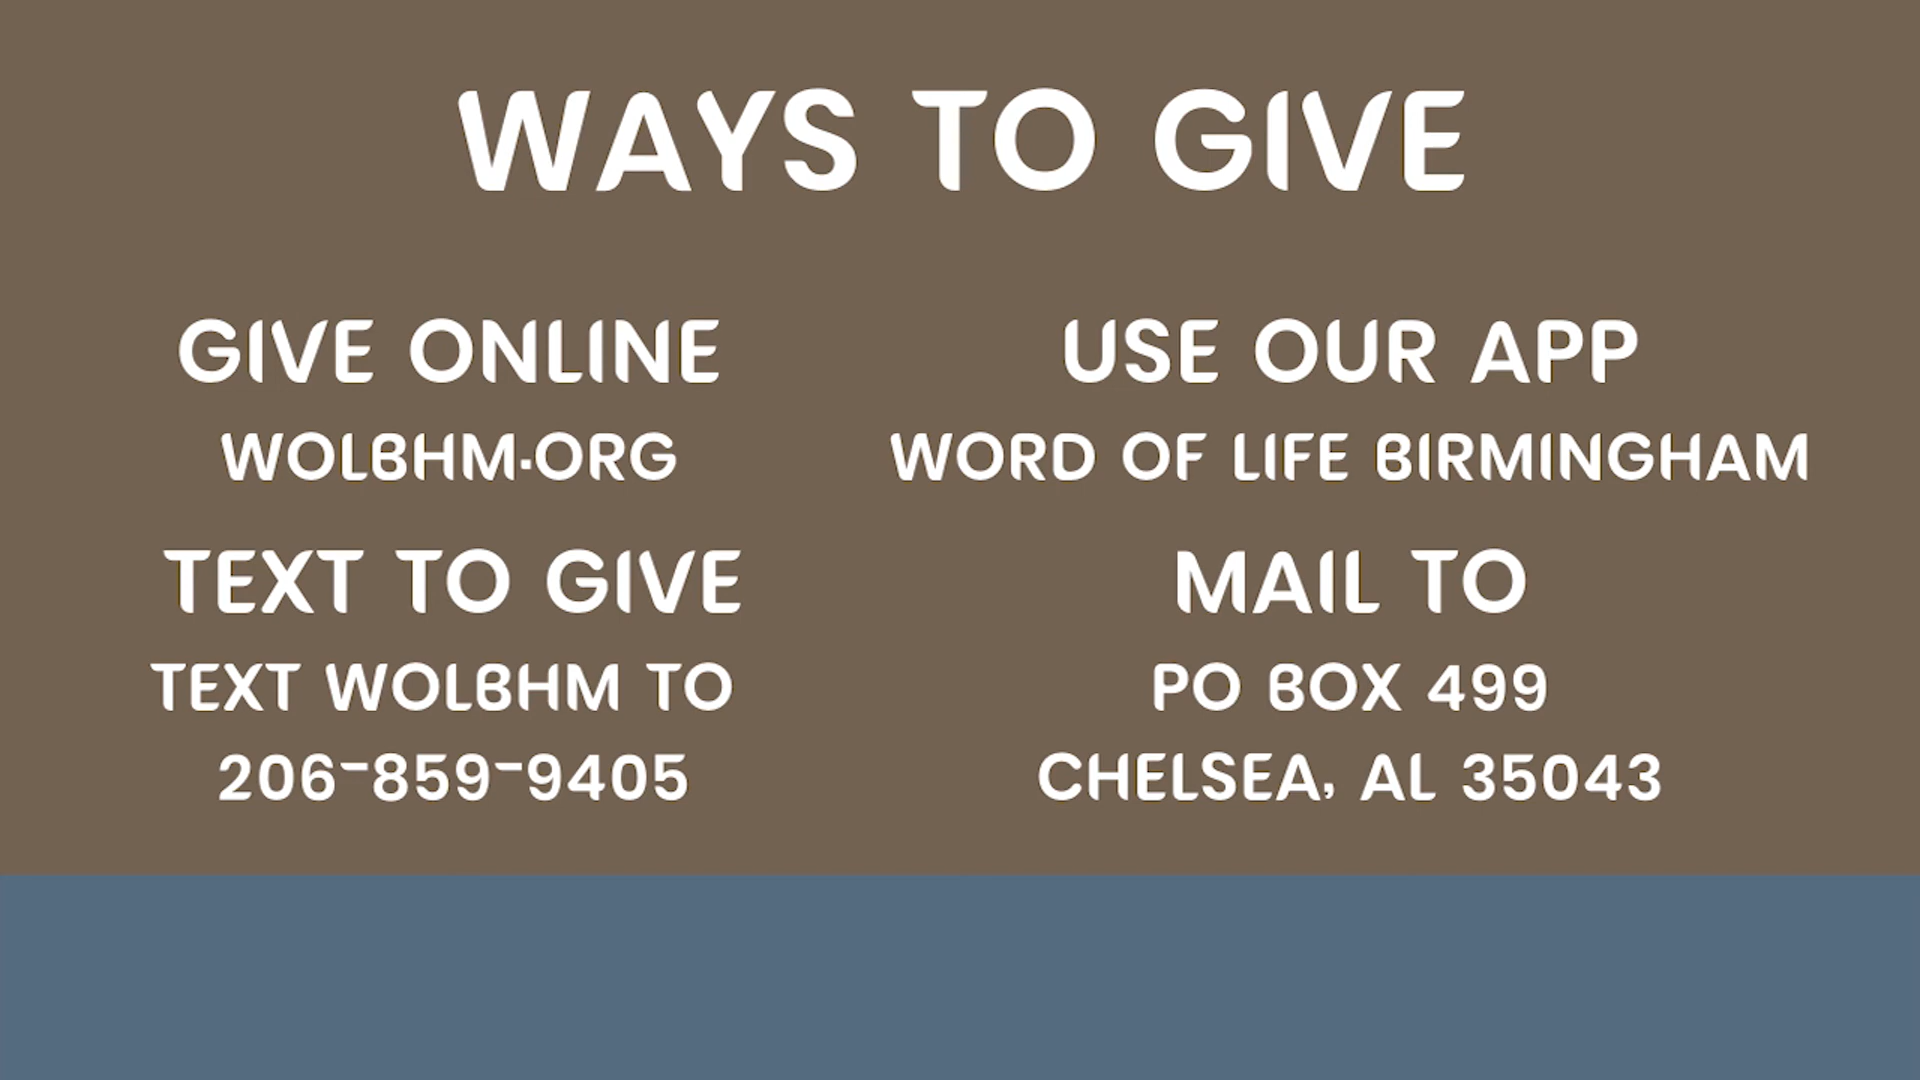 WAYS TO GIVE
GIVE ONLINE
WOLBHM.ORG
TEXT TO GIVE
TEXT WOLBHM TO
206-859-9405
USE OUR APP
WORD OF LIFE BIRMINGHAM
MAIL TO
PO BOX 499
CHELSEA, AL 35043